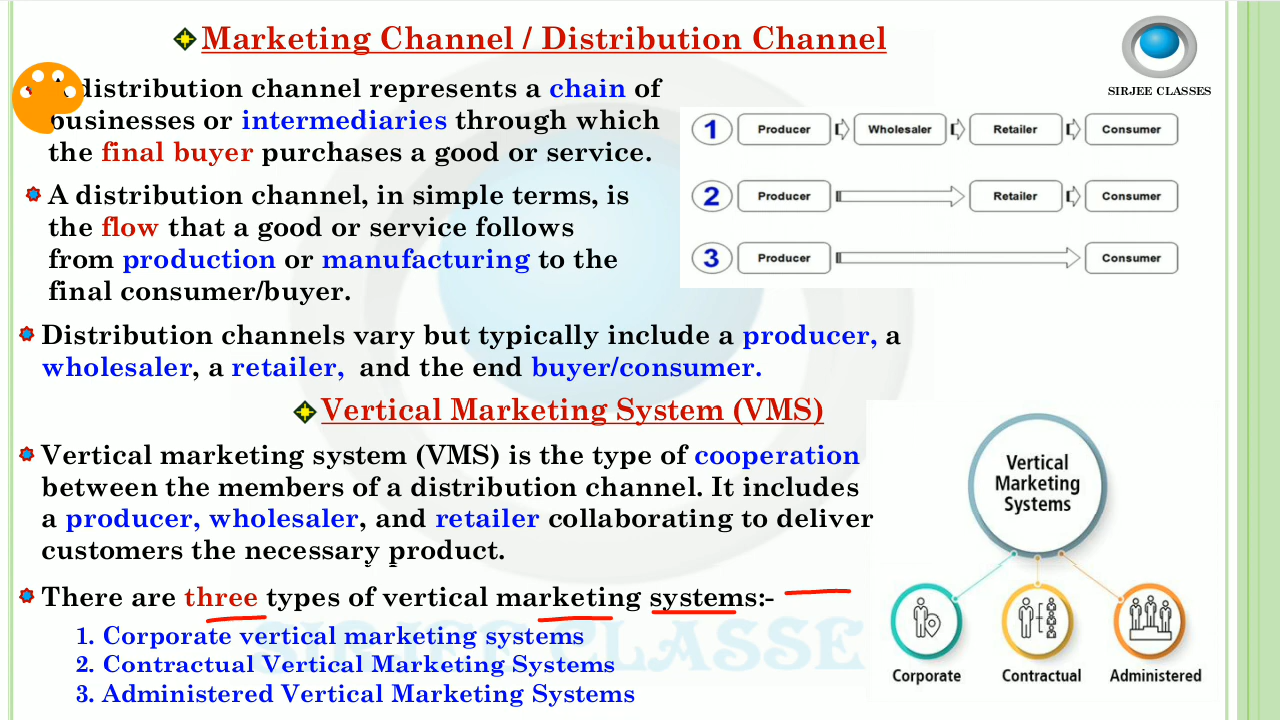 Marketing Channel / Distribution Channel
SIRJEE CLASSES
A distribution channel represents a chain of
businesses or intermediaries through which
the final buyer purchases a good or service.
A distribution channel, in simple terms, is
the flow that a good or service follows
from production or manufacturing to the
final consumer/buyer.
1 Producer Wholesaler Retailer Consumer
2 Producer Retailer Consumer
3 Producer Consumer
Distribution channels vary but typically include a producer, a
wholesaler, a retailer, and the end buyer/consumer.
Vertical Marketing System (VMS)
Vertical marketing system (VMS) is the type of cooperation
between the members of a distribution channel. It includes
a producer, wholesaler, and retailer collaborating to deliver
customers the necessary product.
There are three types of vertical marketing systems:-
1. Corporate vertical marketing systems
2. Contractual Vertical Marketing Systems
3. Administered Vertical Marketing Systems
Vertical
Marketing
Systems
Corporate Contractual Administered
SIRJEE CLASSE